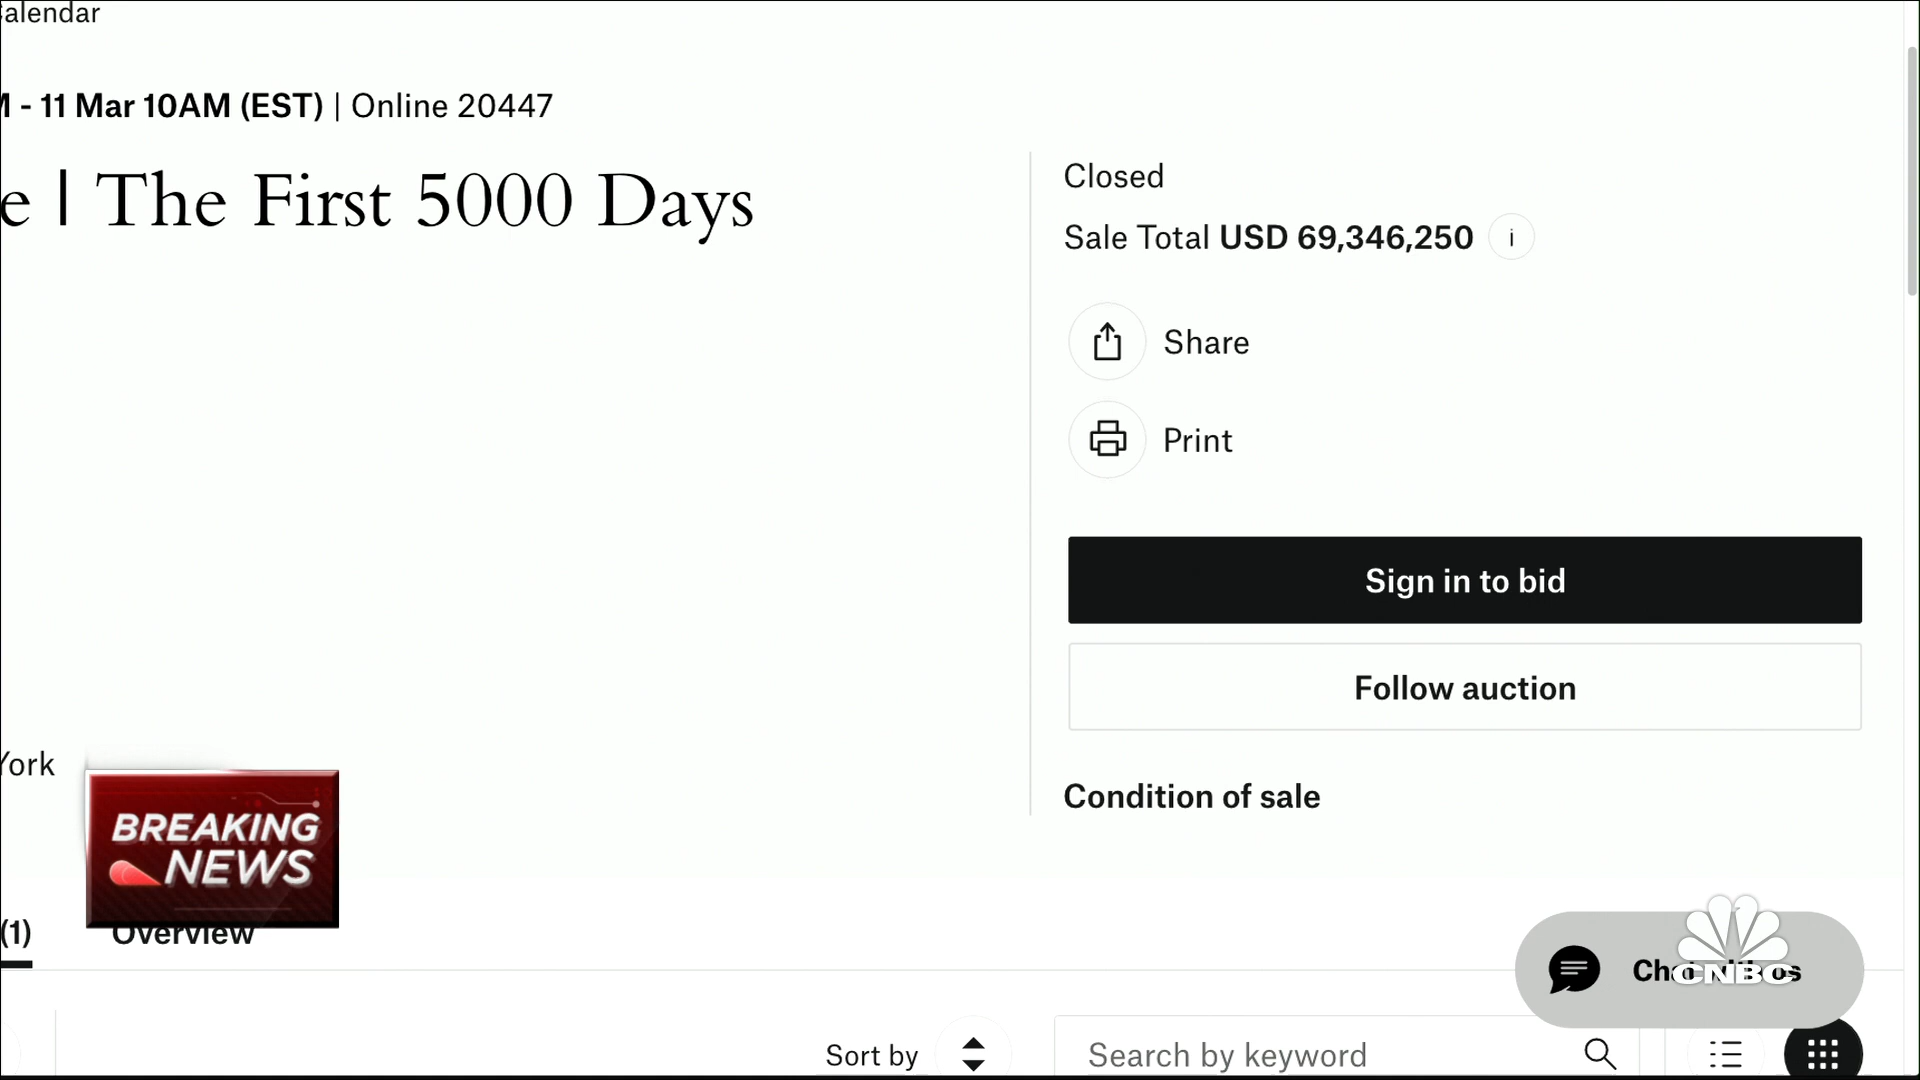 alendar
M - 11 Mar 10AM (EST) | Online 20447
e | The First 5000 Days
Closed
Sale Total USD 69,346,250 i
Share
Print
Sign in to bid
Follow auction
York
Condition of sale
BREAKING
NEWS
(1) Overview
CNBC
Sort by
Search by keyword